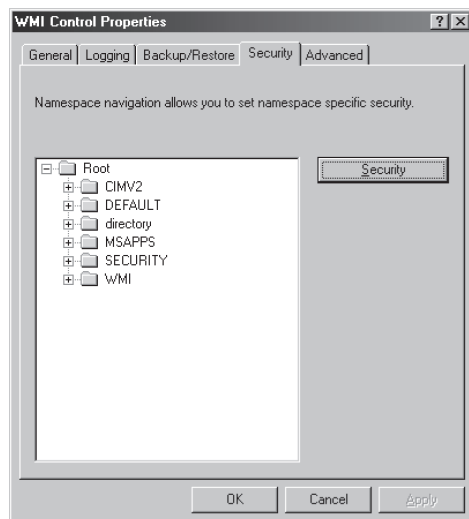 WMI Control Properties
General Logging Backup/Restore Security Advanced
Namespace navigation allows you to set namespace specific security.
Root
Security
CIMV2
DEFAULT
directory
MSAPPS
SECURITY
WMI
OK Cancel Apply